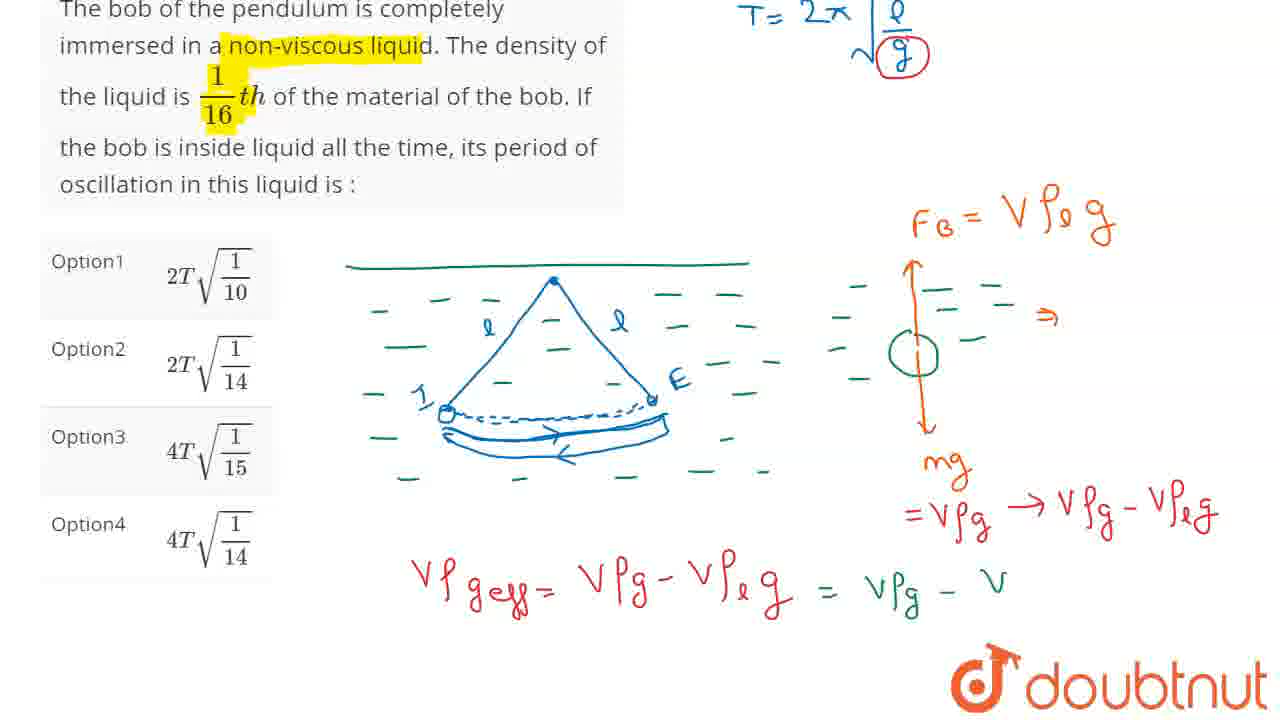 The bob of the pendulum is completely
immersed in a non-viscous liquid. The density of
the liquid is 1/16 th of the material of the bob. If
the bob is inside liquid all the time, its period of
oscillation in this liquid is :
T = 2π √(l/g)
Option1 2T√(1/10)
Option2 2T√(1/14)
Option3 4T√(1/15)
Option4 4T√(1/14)
l l
I E
F_B = Vρ_l g
⇒
mg
= Vρg → Vρg - Vρ_l g
Vρ g_eff = Vρg - Vρ_l g = Vρg - V
doubtnut